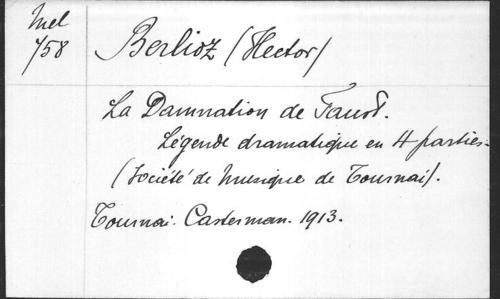 Mel
758
Berlioz (Hector)
La Damnation de Faust.
Légende dramatique en 4 parties.
(Société de Musique de Tournai).
Tournai. Casterman. 1913.